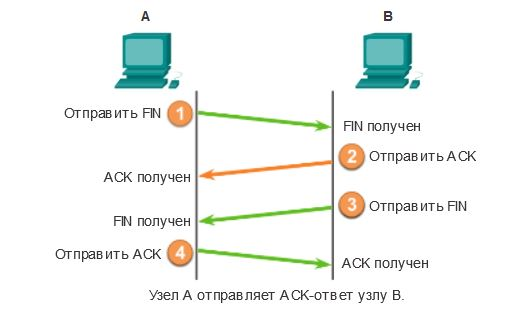 A
B
Отправить FIN
1
FIN получен
2
Отправить ACK
ACK получен
3
Отправить FIN
FIN получен
Отправить ACK
4
ACK получен
Узел A отправляет ACK-ответ узлу B.